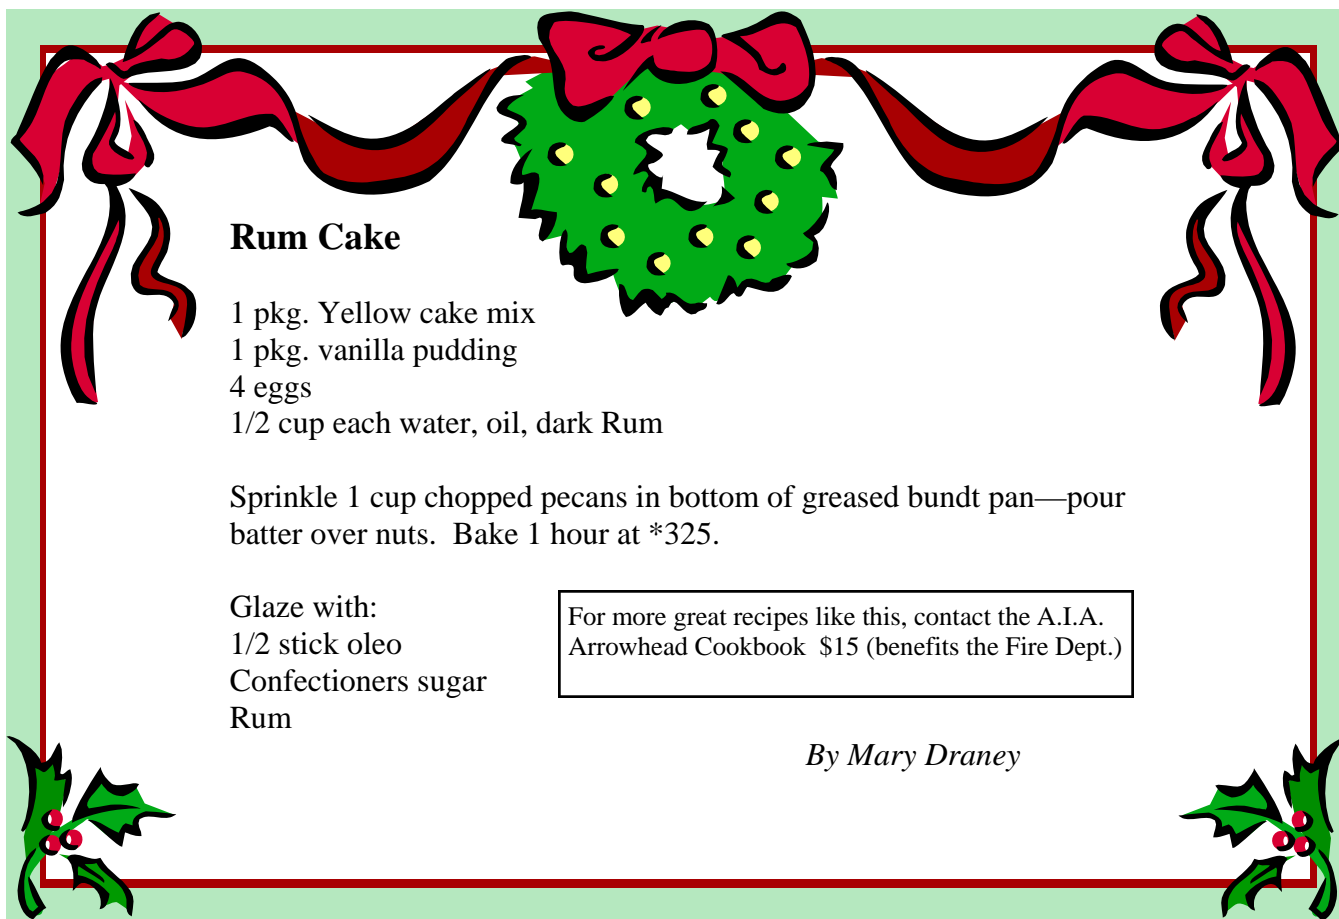 Rum Cake
1 pkg. Yellow cake mix
1 pkg. vanilla pudding
4 eggs
1/2 cup each water, oil, dark Rum
Sprinkle 1 cup chopped pecans in bottom of greased bundt pan—pour
batter over nuts.  Bake 1 hour at *325.
Glaze with:
1/2 stick oleo
Confectioners sugar
Rum
For more great recipes like this, contact the A.I.A.
Arrowhead Cookbook  $15 (benefits the Fire Dept.)
By Mary Draney